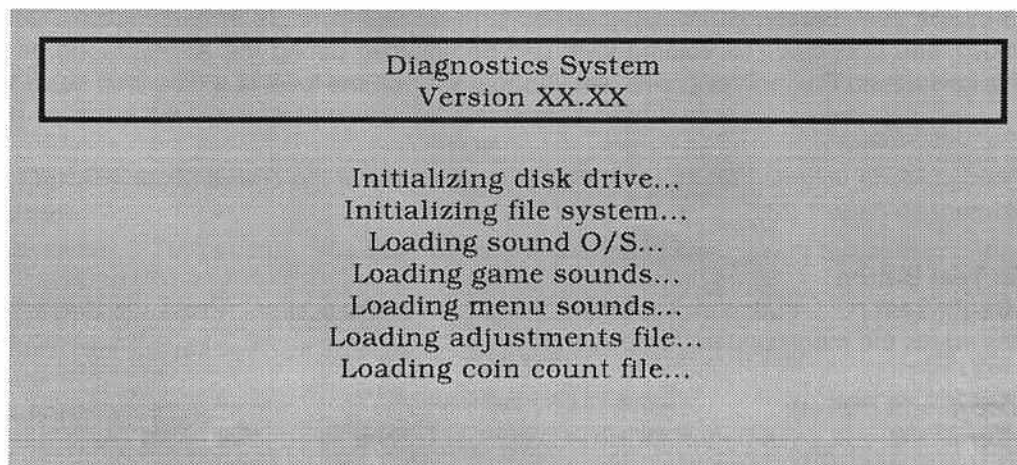 Diagnostics System
Version XX.XX
Initializing disk drive...
Initializing file system...
Loading sound O/S...
Loading game sounds...
Loading menu sounds...
Loading adjustments file...
Loading coin count file...